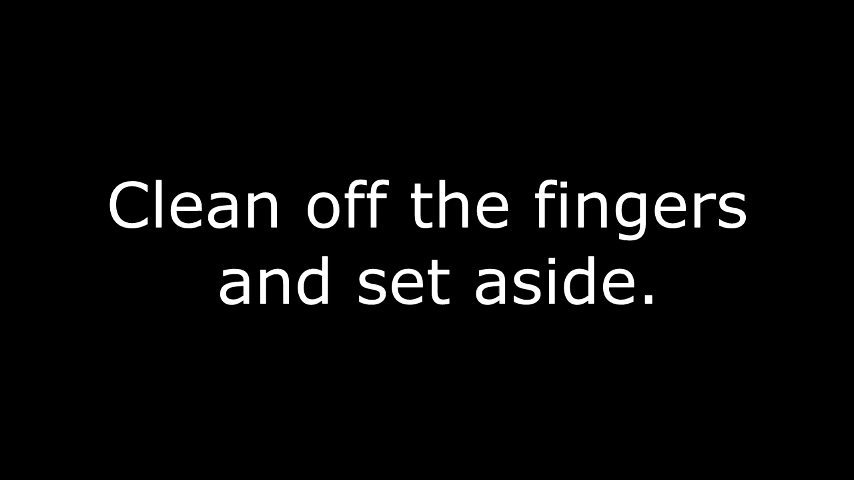 Clean off the fingers
and set aside.